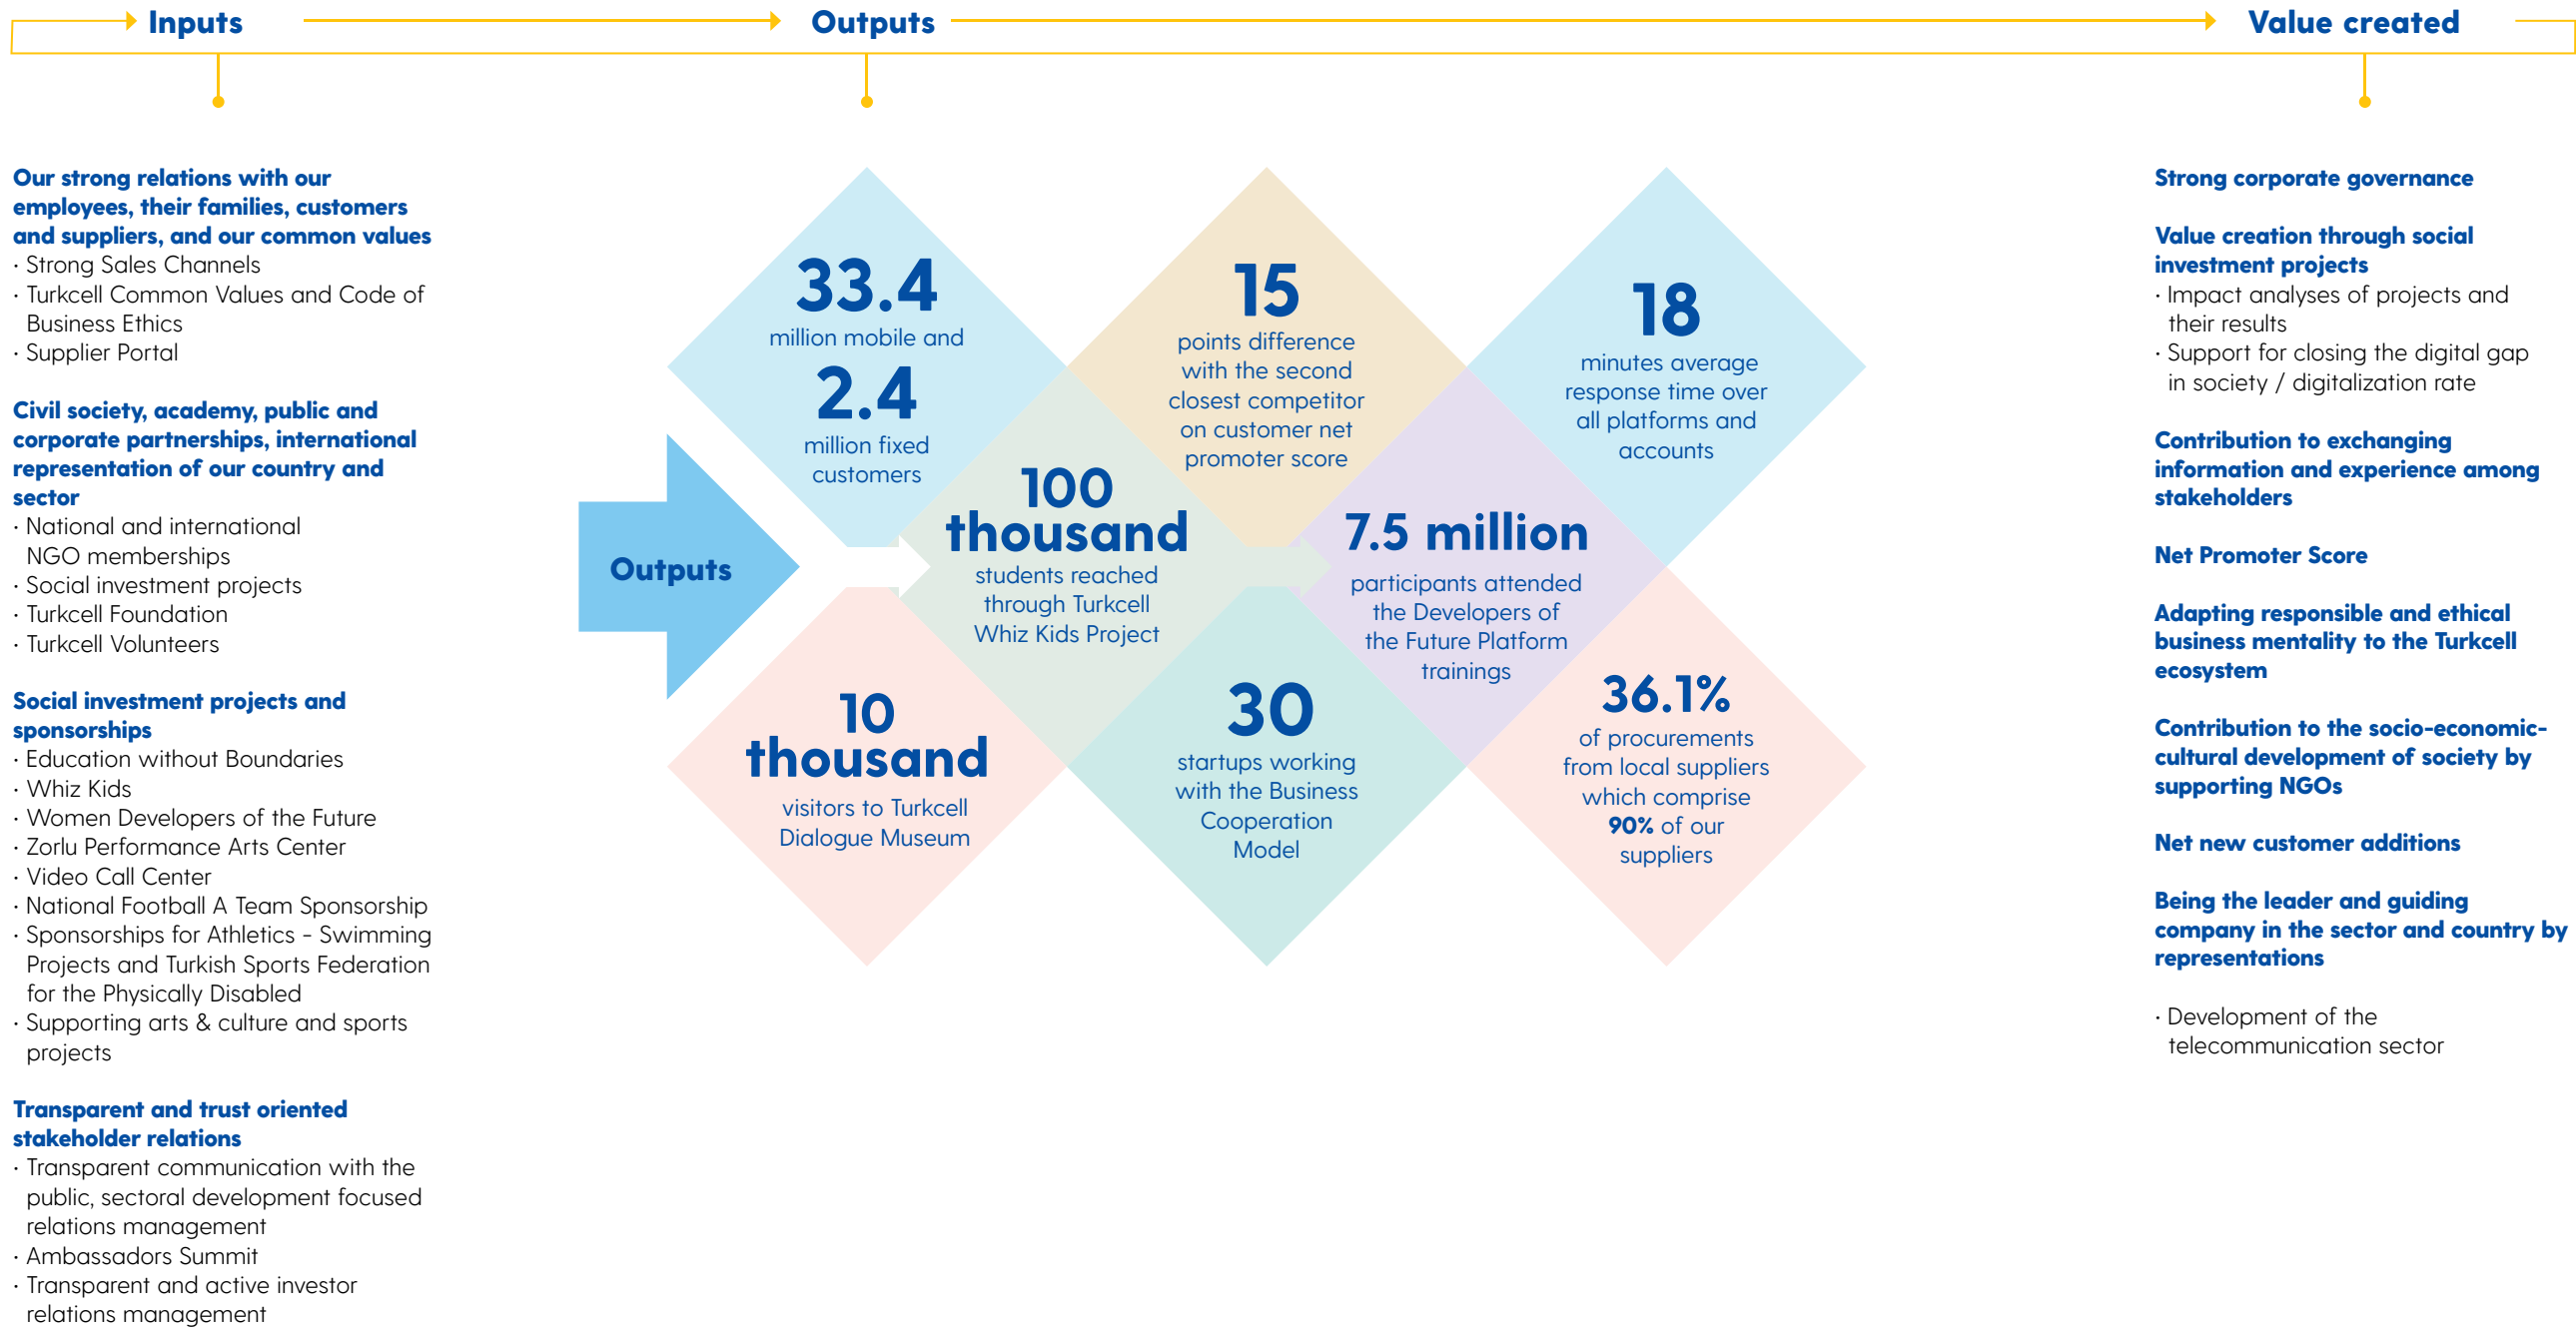 Inputs
Outputs
Value created
Our strong relations with our
employees, their families, customers
and suppliers, and our common values
· Strong Sales Channels
· Turkcell Common Values and Code of
Business Ethics
· Supplier Portal
Civil society, academy, public and
corporate partnerships, international
representation of our country and
sector
· National and international
NGO memberships
· Social investment projects
· Turkcell Foundation
· Turkcell Volunteers
Social investment projects and
sponsorships
· Education without Boundaries
· Whiz Kids
· Women Developers of the Future
· Zorlu Performance Arts Center
· Video Call Center
· National Football A Team Sponsorship
· Sponsorships for Athletics - Swimming
Projects and Turkish Sports Federation
for the Physically Disabled
· Supporting arts & culture and sports
projects
Transparent and trust oriented
stakeholder relations
· Transparent communication with the
public, sectoral development focused
relations management
· Ambassadors Summit
· Transparent and active investor
relations management
Outputs
33.4
million mobile and
2.4
million fixed
customers
15
points difference
with the second
closest competitor
on customer net
promoter score
18
minutes average
response time over
all platforms and
accounts
100
thousand
students reached
through Turkcell
Whiz Kids Project
7.5 million
participants attended
the Developers of
the Future Platform
trainings
10
thousand
visitors to Turkcell
Dialogue Museum
30
startups working
with the Business
Cooperation
Model
36.1%
of procurements
from local suppliers
which comprise
90% of our
suppliers
Strong corporate governance
Value creation through social
investment projects
· Impact analyses of projects and
their results
· Support for closing the digital gap
in society / digitalization rate
Contribution to exchanging
information and experience among
stakeholders
Net Promoter Score
Adapting responsible and ethical
business mentality to the Turkcell
ecosystem
Contribution to the socio-economic-
cultural development of society by
supporting NGOs
Net new customer additions
Being the leader and guiding
company in the sector and country by
representations
· Development of the
telecommunication sector